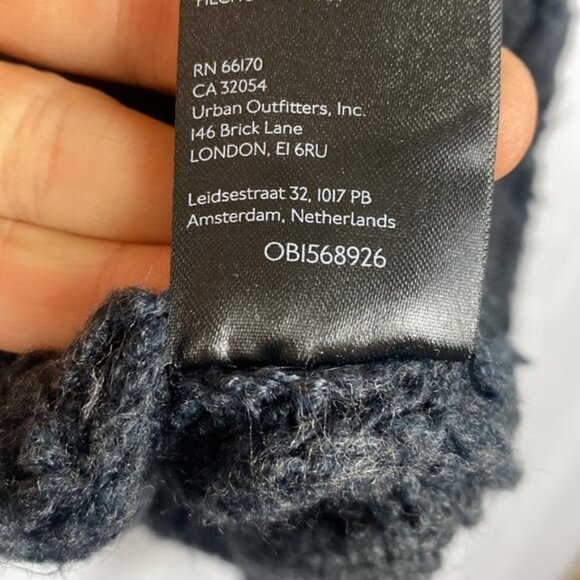 RN 66170
CA 32054
Urban Outfitters, Inc.
146 Brick Lane
LONDON, E1 6RU
Leidsestraat 32, 1017 PB
Amsterdam, Netherlands
OB1568926